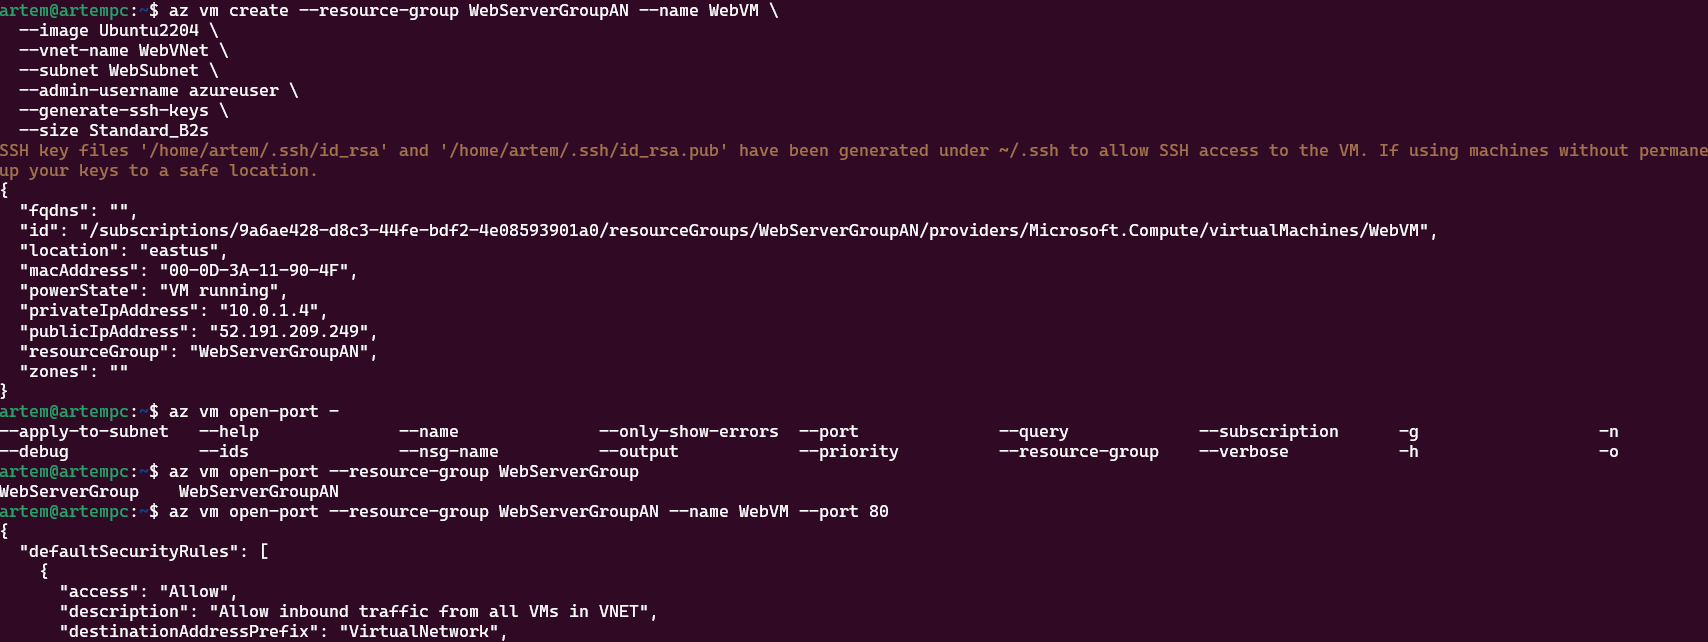 artem@artempc:~$ az vm create --resource-group WebServerGroupAN --name WebVM \
  --image Ubuntu2204 \
  --vnet-name WebVNet \
  --subnet WebSubnet \
  --admin-username azureuser \
  --generate-ssh-keys \
  --size Standard_B2s
SSH key files '/home/artem/.ssh/id_rsa' and '/home/artem/.ssh/id_rsa.pub' have been generated under ~/.ssh to allow SSH access to the VM. If using machines without permane
up your keys to a safe location.
{
  "fqdns": "",
  "id": "/subscriptions/9a6ae428-d8c3-44fe-bdf2-4e08593901a0/resourceGroups/WebServerGroupAN/providers/Microsoft.Compute/virtualMachines/WebVM",
  "location": "eastus",
  "macAddress": "00-0D-3A-11-90-4F",
  "powerState": "VM running",
  "privateIpAddress": "10.0.1.4",
  "publicIpAddress": "52.191.209.249",
  "resourceGroup": "WebServerGroupAN",
  "zones": ""
}
artem@artempc:~$ az vm open-port -
--apply-to-subnet   --help              --name              --only-show-errors  --port              --query             --subscription      -g                  -n
--debug             --ids               --nsg-name          --output            --priority          --resource-group    --verbose           -h                  -o
artem@artempc:~$ az vm open-port --resource-group WebServerGroup
WebServerGroup    WebServerGroupAN
artem@artempc:~$ az vm open-port --resource-group WebServerGroupAN --name WebVM --port 80
{
  "defaultSecurityRules": [
    {
      "access": "Allow",
      "description": "Allow inbound traffic from all VMs in VNET",
      "destinationAddressPrefix": "VirtualNetwork",